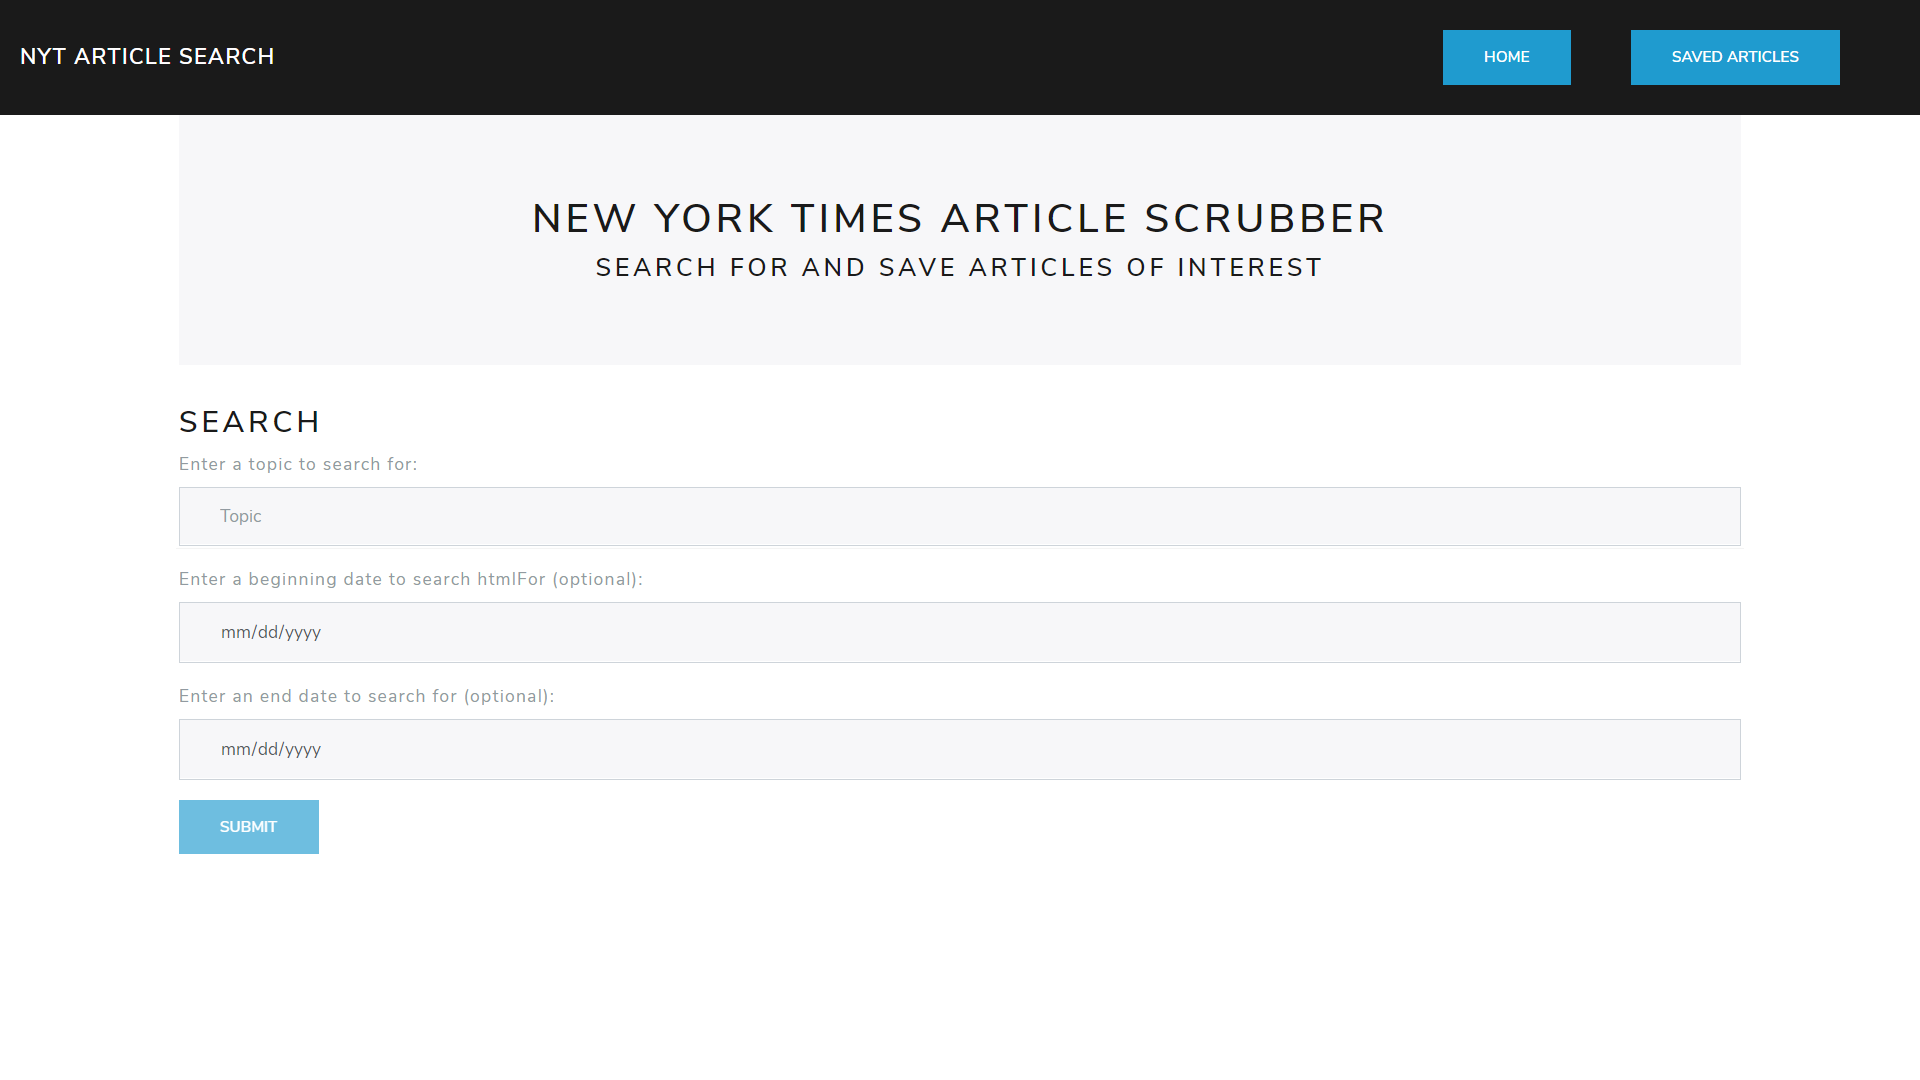 NYT ARTICLE SEARCH
HOME
SAVED ARTICLES
NEW YORK TIMES ARTICLE SCRUBBER
SEARCH FOR AND SAVE ARTICLES OF INTEREST
SEARCH
Enter a topic to search for:
Topic
Enter a beginning date to search htmlFor (optional):
mm/dd/yyyy
Enter an end date to search for (optional):
mm/dd/yyyy
SUBMIT